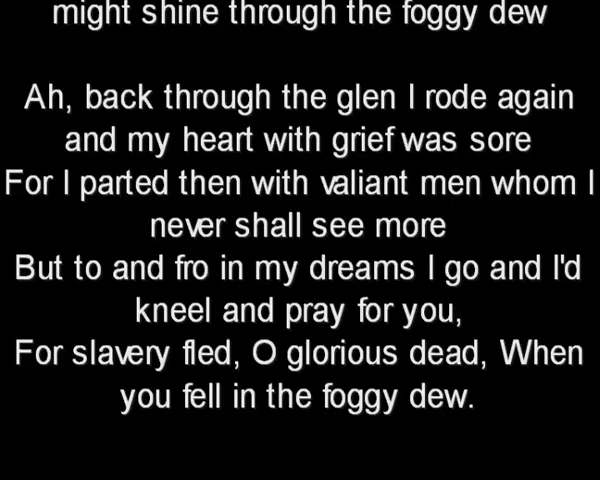 might shine through the foggy dew
Ah, back through the glen I rode again
and my heart with grief was sore
For I parted then with valiant men whom I
never shall see more
But to and fro in my dreams I go and I'd
kneel and pray for you,
For slavery fled, O glorious dead, When
you fell in the foggy dew.